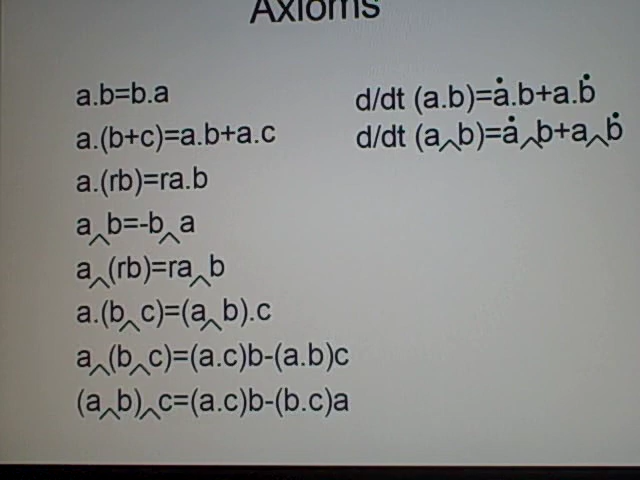 Axioms
a.b=b.a
a.(b+c)=a.b+a.c
a.(rb)=ra.b
a‸b=-b‸a
a‸(rb)=ra‸b
a.(b‸c)=(a‸b).c
a‸(b‸c)=(a.c)b-(a.b)c
(a‸b)‸c=(a.c)b-(b.c)a
d/dt (a.b)=ȧ.b+a.ḃ
d/dt (a‸b)=ȧ‸b+a‸ḃ